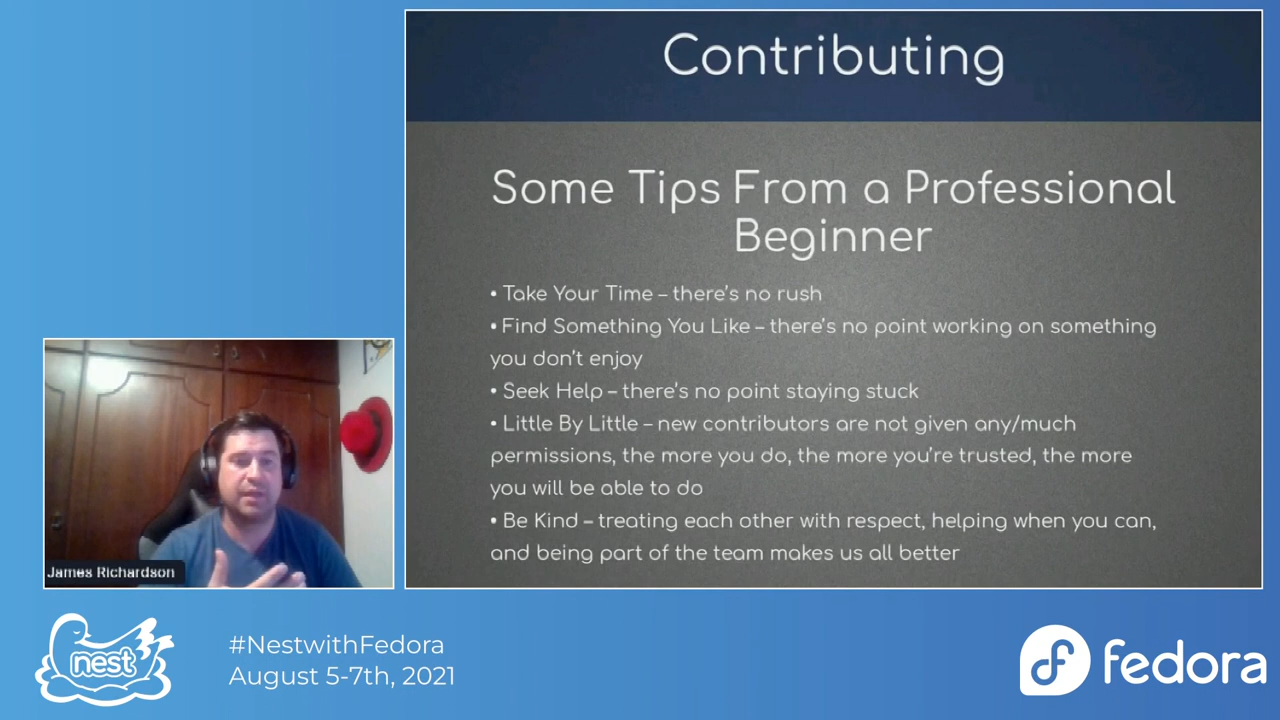 Contributing
Some Tips From a Professional
Beginner
• Take Your Time – there's no rush
• Find Something You Like – there's no point working on something
you don't enjoy
• Seek Help – there's no point staying stuck
• Little By Little – new contributors are not given any/much
permissions, the more you do, the more you're trusted, the more
you will be able to do
• Be Kind – treating each other with respect, helping when you can,
and being part of the team makes us all better
James Richardson
nest
#NestwithFedora
August 5-7th, 2021
fedora